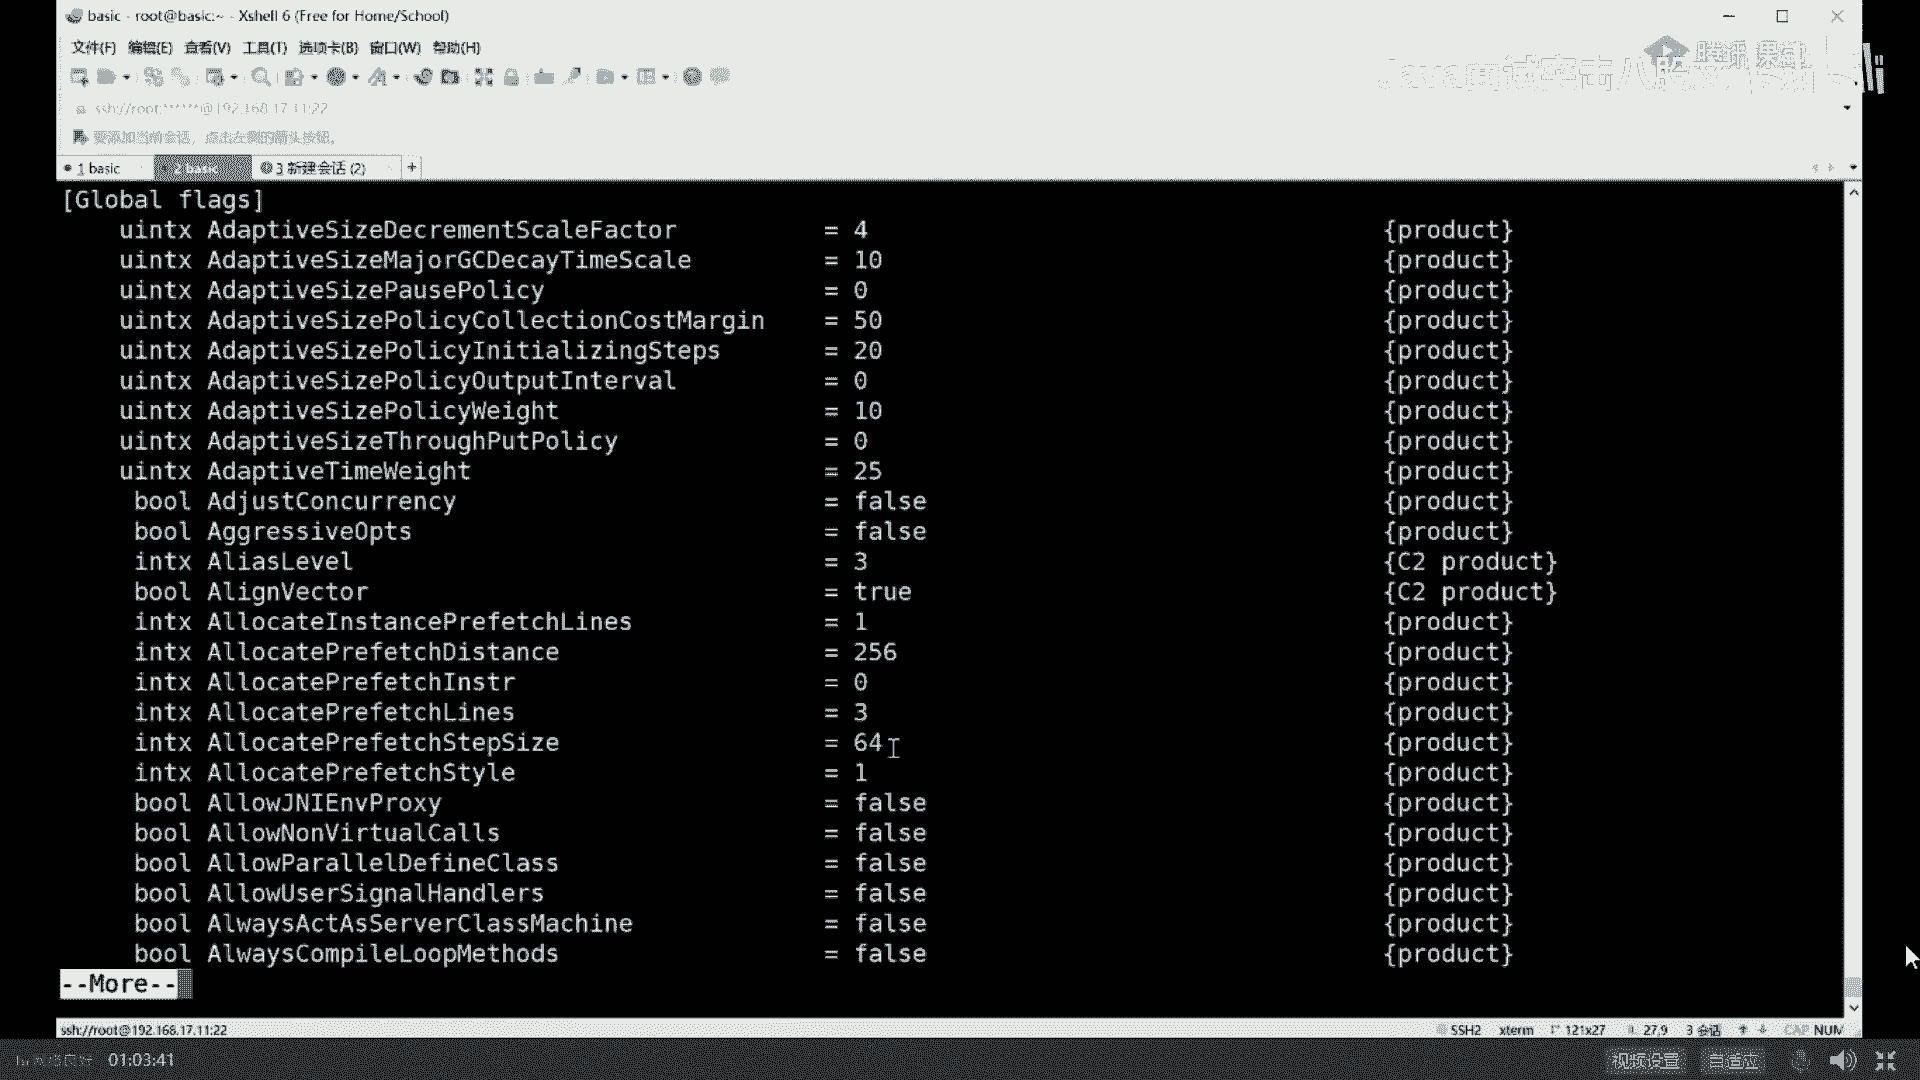 basic - root@basic:~ - Xshell 6 (Free for Home/School)
文件(F) 编辑(E) 查看(V) 工具(T) 选项卡(B) 窗口(W) 帮助(H)
ssh://root:******@192.168.17.11:22
要添加当前会话，点击左侧的箭头按钮。
1 basic 2 basic 3 新建会话 (2) +
[Global flags]
uintx AdaptiveSizeDecrementScaleFactor = 4 {product}
uintx AdaptiveSizeMajorGCDecayTimeScale = 10 {product}
uintx AdaptiveSizePausePolicy = 0 {product}
uintx AdaptiveSizePolicyCollectionCostMargin = 50 {product}
uintx AdaptiveSizePolicyInitializingSteps = 20 {product}
uintx AdaptiveSizePolicyOutputInterval = 0 {product}
uintx AdaptiveSizePolicyWeight = 10 {product}
uintx AdaptiveSizeThroughPutPolicy = 0 {product}
uintx AdaptiveTimeWeight = 25 {product}
bool AdjustConcurrency = false {product}
bool AggressiveOpts = false {product}
intx AliasLevel = 3 {C2 product}
bool AlignVector = true {C2 product}
intx AllocateInstancePrefetchLines = 1 {product}
intx AllocatePrefetchDistance = 256 {product}
intx AllocatePrefetchInstr = 0 {product}
intx AllocatePrefetchLines = 3 {product}
intx AllocatePrefetchStepSize = 64 {product}
intx AllocatePrefetchStyle = 1 {product}
bool AllowJNIEnvProxy = false {product}
bool AllowNonVirtualCalls = false {product}
bool AllowParallelDefineClass = false {product}
bool AllowUserSignalHandlers = false {product}
bool AlwaysActAsServerClassMachine = false {product}
bool AlwaysCompileLoopMethods = false {product}
--More--
ssh://root@192.168.17.11:22 SSH2 xterm 121x27 27,9 3 会话 CAP NUM
01:03:41 视频设置 自适应